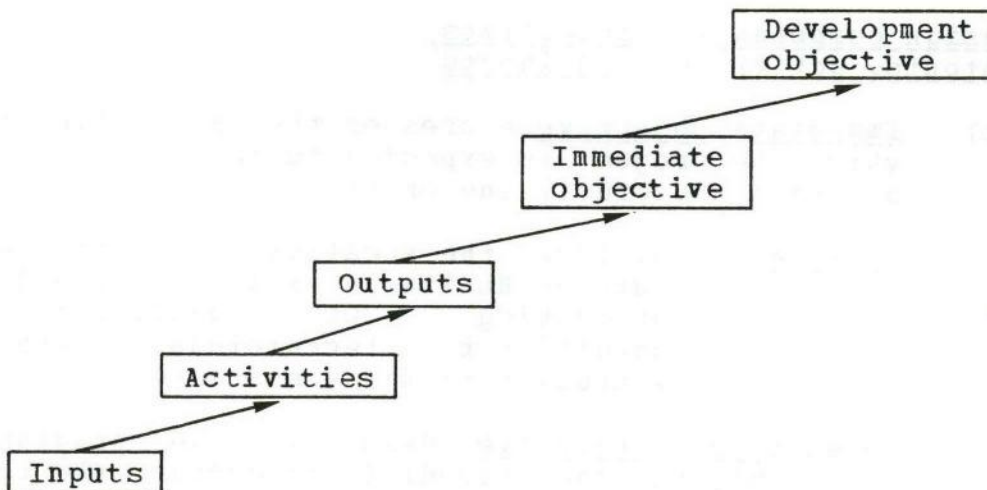 Development
objective
Immediate
objective
Outputs
Activities
Inputs